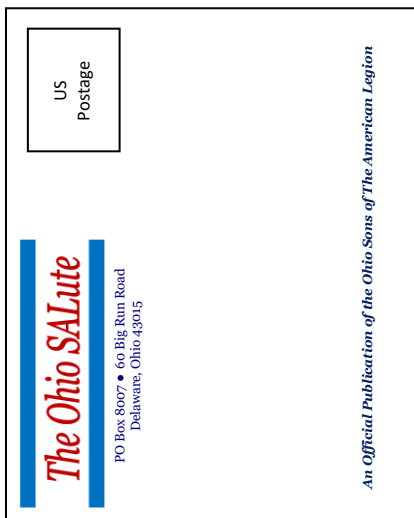 The Ohio SALute
PO Box 8007 ● 60 Big Run Road
Delaware, Ohio 43015
US
Postage
An Official Publication of the Ohio Sons of The American Legion